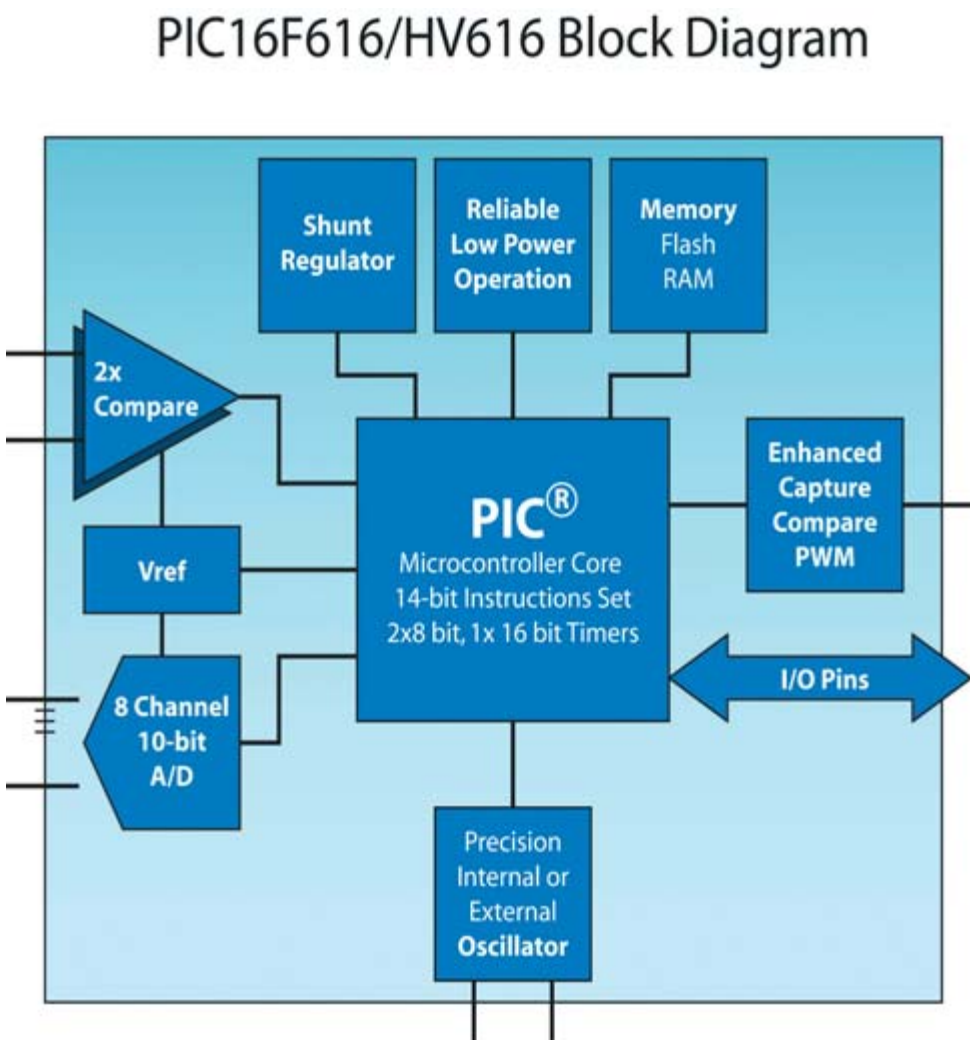 PIC16F616/HV616 Block Diagram
Shunt
Regulator
Reliable
Low Power
Operation
Memory
Flash
RAM
2x
Compare
Vref
8 Channel
10-bit
A/D
PIC®
Microcontroller Core
14-bit Instructions Set
2x8 bit, 1x 16 bit Timers
Enhanced
Capture
Compare
PWM
I/O Pins
Precision
Internal or
External
Oscillator